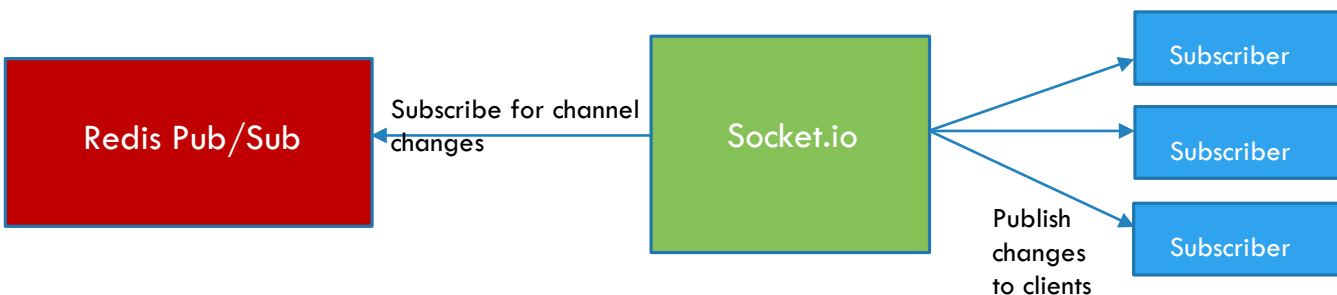 Redis Pub/Sub
Subscribe for channel
changes
Socket.io
Subscriber
Subscriber
Subscriber
Publish
changes
to clients